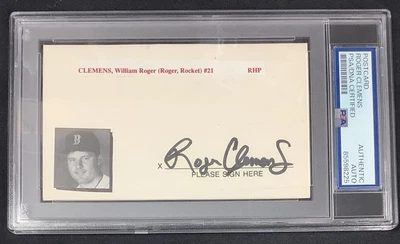 CLEMENS, William Roger (Roger, Rocket) #21 RHP
B
X Roger Clemens
PLEASE SIGN HERE
POSTCARD
ROGER CLEMENS
PSA/DNA CERTIFIED
PSA
AUTHENTIC
AUTO
85598225